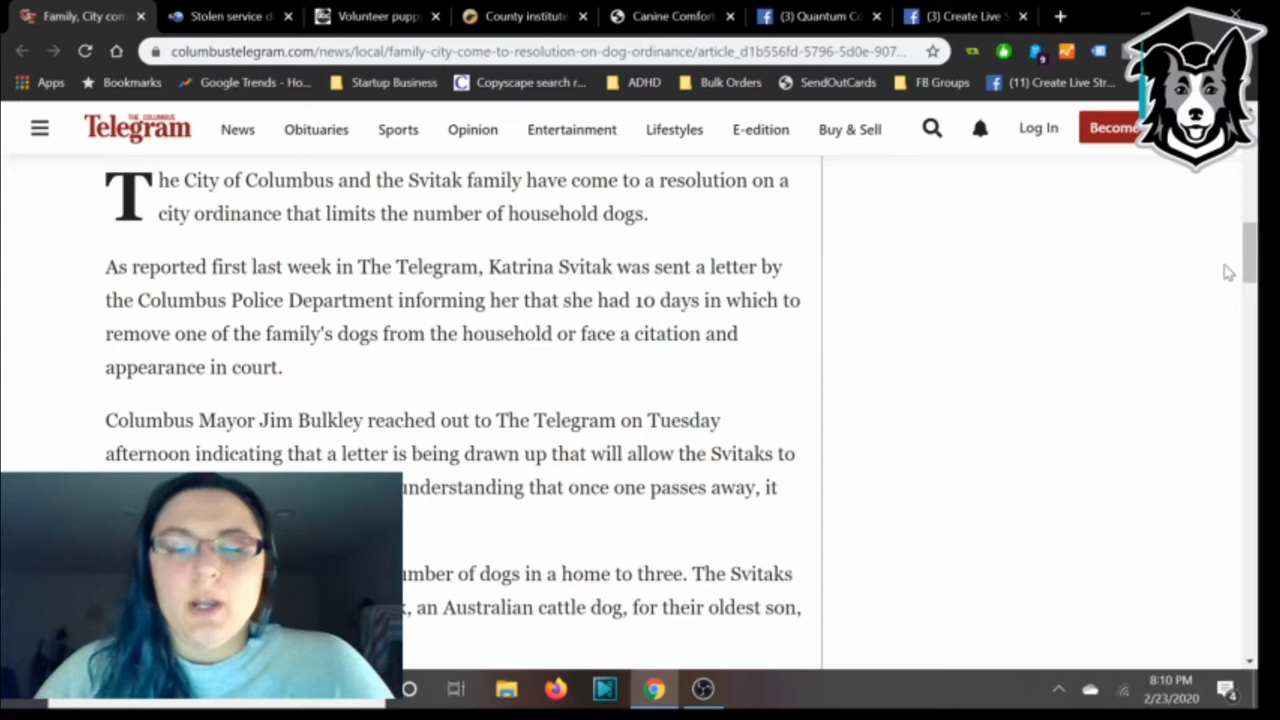 Family, City com
Stolen service d
Volunteer pupp
County institute
Canine Comfort
(3) Quantum Co
(3) Create Live S
columbustelegram.com/news/local/family-city-come-to-resolution-on-dog-ordinance/article_d1b556fd-5796-5d0e-907...
Apps
Bookmarks
Google Trends - Ho...
Startup Business
Copyscape search r...
ADHD
Bulk Orders
SendOutCards
FB Groups
(11) Create Live Str...
THE COLUMBUS
Telegram
News
Obituaries
Sports
Opinion
Entertainment
Lifestyles
E-edition
Buy & Sell
Log In
Become
The City of Columbus and the Svitak family have come to a resolution on a
city ordinance that limits the number of household dogs.
As reported first last week in The Telegram, Katrina Svitak was sent a letter by
the Columbus Police Department informing her that she had 10 days in which to
remove one of the family's dogs from the household or face a citation and
appearance in court.
Columbus Mayor Jim Bulkley reached out to The Telegram on Tuesday
afternoon indicating that a letter is being drawn up that will allow the Svitaks to
understanding that once one passes away, it
number of dogs in a home to three. The Svitaks
, an Australian cattle dog, for their oldest son,
8:10 PM
2/23/2020
4